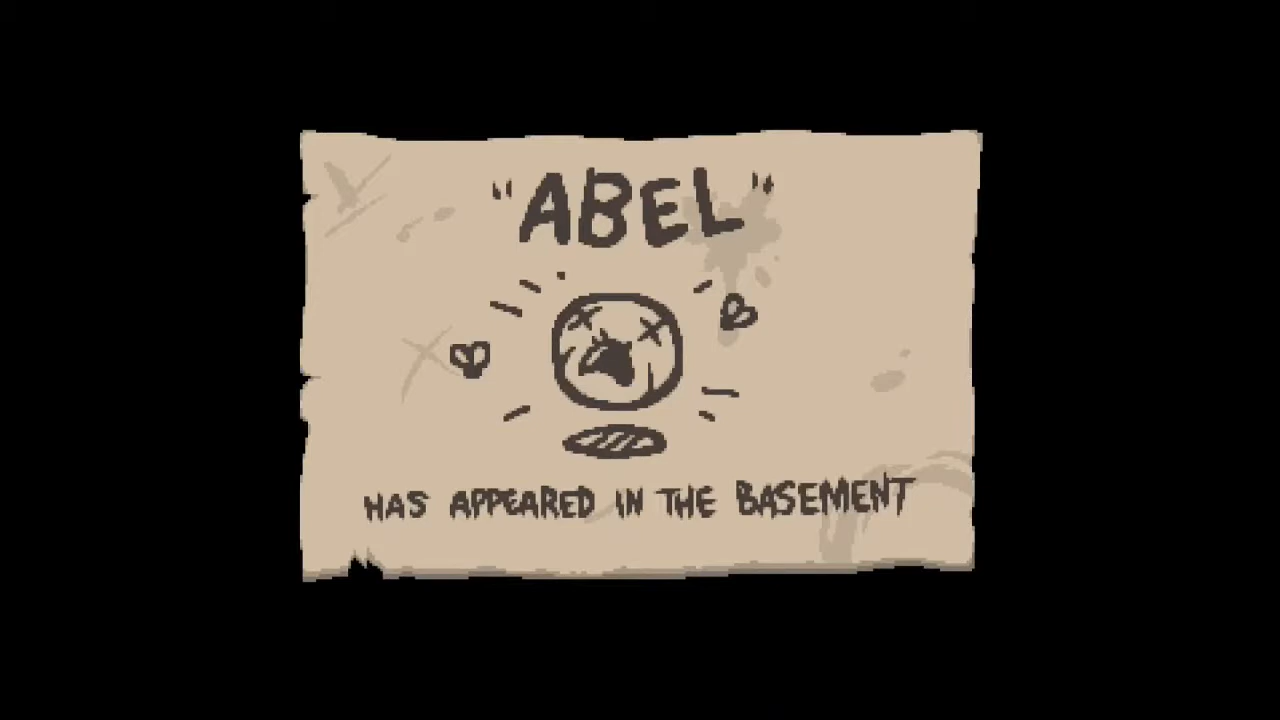 "ABEL"
HAS APPEARED IN THE BASEMENT